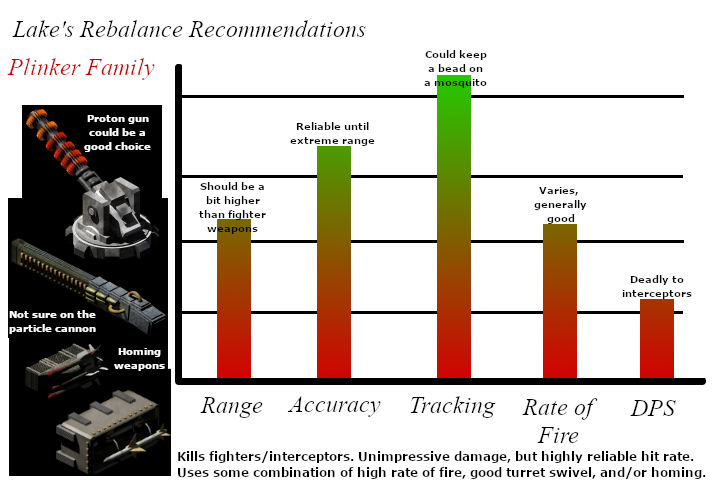 Lake's Rebalance Recommendations
Plinker Family
Proton gun
could be a
good choice
Not sure on the
particle cannon
Homing
weapons
Should be a
bit higher
than fighter
weapons
Reliable until
extreme range
Could keep
a bead on
a mosquito
Varies,
generally
good
Deadly to
interceptors
Range
Accuracy
Tracking
Rate of
Fire
DPS
Kills fighters/interceptors. Unimpressive damage, but highly reliable hit rate.
Uses some combination of high rate of fire, good turret swivel, and/or homing.